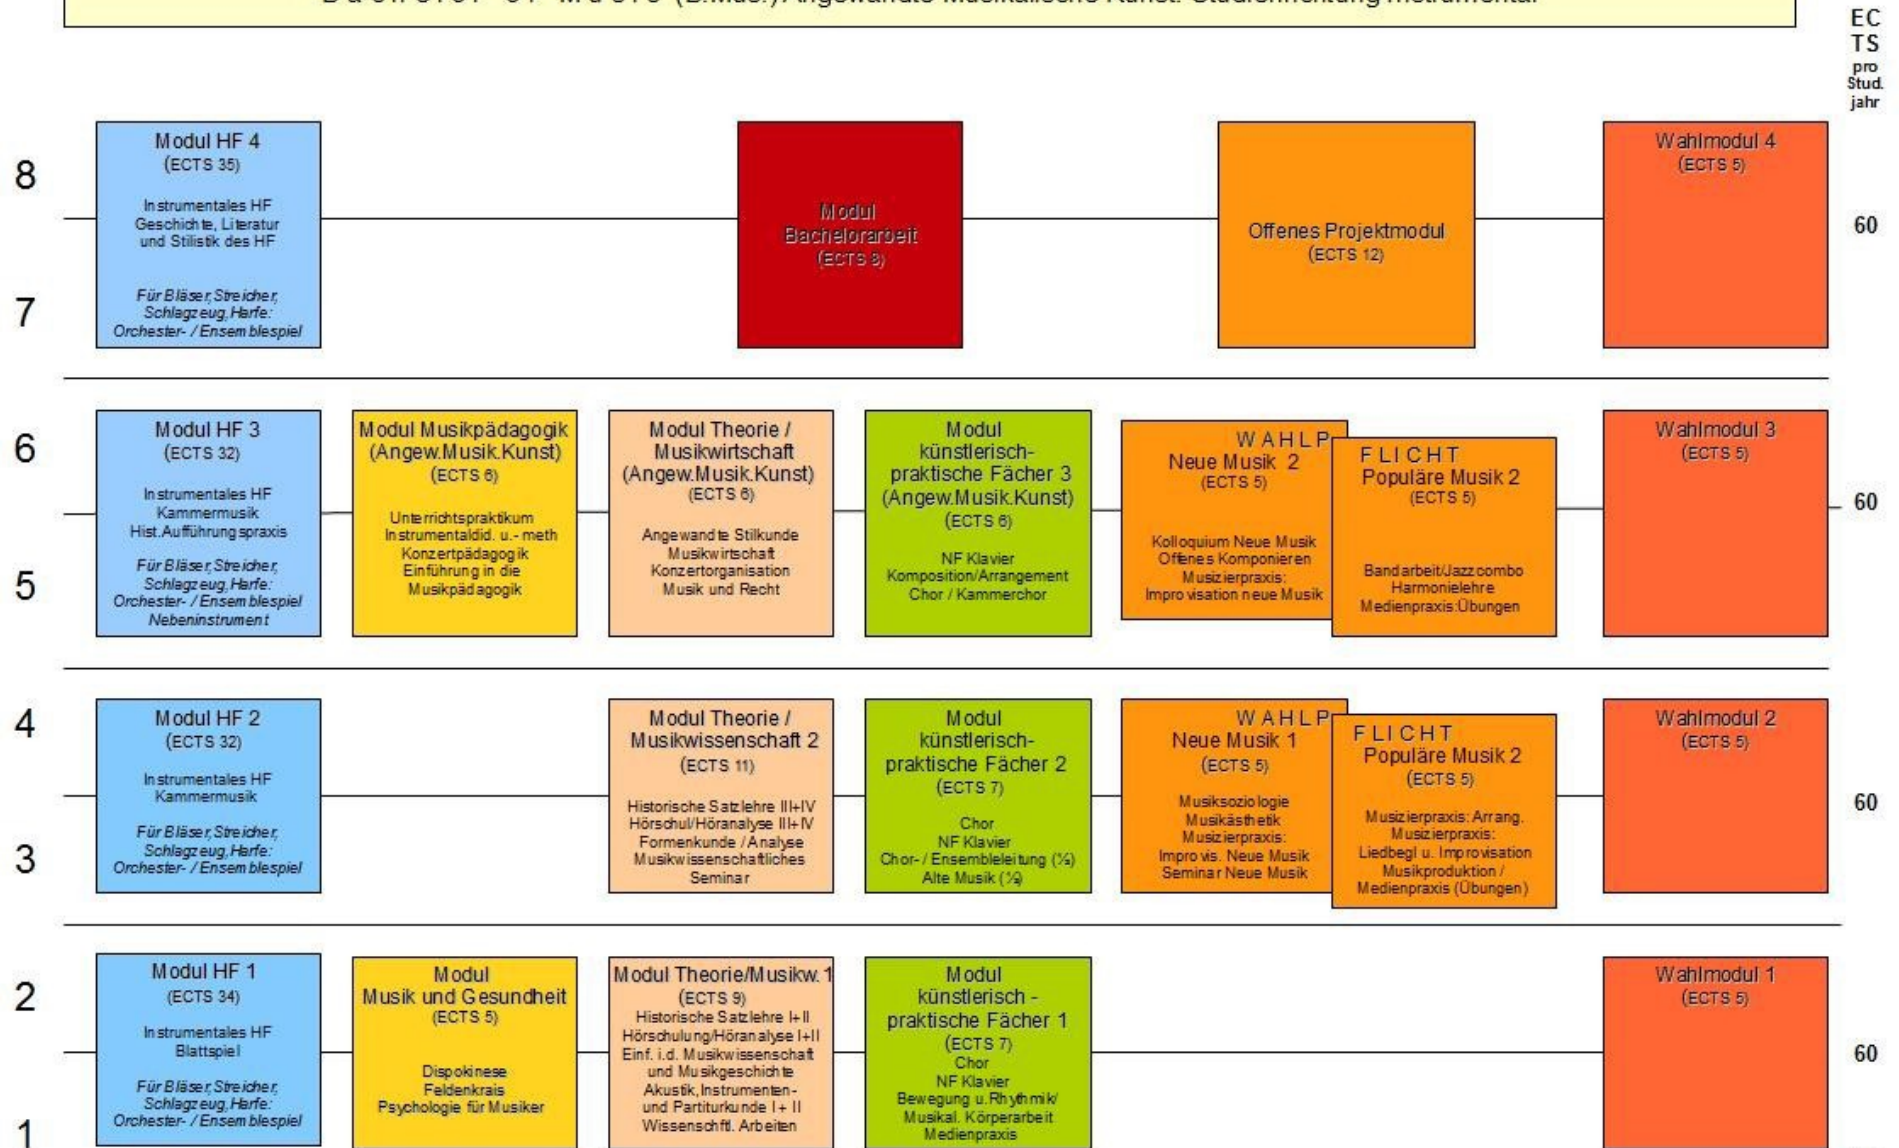 (B.Mus.) Angewandte Musikalische Kunst: Studienrichtung Instrumental
EC
TS
pro
Stud.
jahr
8
7
Modul HF 4
(ECTS 35)
Instrumentales HF
Geschichte, Literatur
und Stilistik des HF
Für Bläser, Streicher,
Schlagzeug, Harfe:
Orchester- / Ensemblespiel
Modul
Bachelorarbeit
(ECTS 8)
Offenes Projektmodul
(ECTS 12)
Wahlmodul 4
(ECTS 5)
60
6
5
Modul HF 3
(ECTS 32)
Instrumentales HF
Kammermusik
Hist.Aufführungspraxis
Für Bläser, Streicher,
Schlagzeug, Harfe:
Orchester- / Ensemblespiel
Nebeninstrument
Modul Musikpädagogik
(Angew.Musik.Kunst)
(ECTS 6)
Unterrichtspraktikum
Instrumentaldid. u.- meth
Konzertpädagogik
Einführung in die
Musikpädagogik
Modul Theorie /
Musikwirtschaft
(Angew.Musik.Kunst)
(ECTS 6)
Angewandte Stilkunde
Musikwirtschaft
Konzertorganisation
Musik und Recht
Modul
künstlerisch-
praktische Fächer 3
(Angew.Musik.Kunst)
(ECTS 6)
NF Klavier
Komposition/Arrangement
Chor / Kammerchor
WAHLP
Neue Musik 2
(ECTS 5)
Kolloquium Neue Musik
Offenes Komponieren
Musizierpraxis:
Improvisation neue Musik
FLICHT
Populäre Musik 2
(ECTS 5)
Bandarbeit/Jazzcombo
Harmonielehre
Medienpraxis:Übungen
Wahlmodul 3
(ECTS 5)
60
4
3
Modul HF 2
(ECTS 32)
Instrumentales HF
Kammermusik
Für Bläser, Streicher,
Schlagzeug, Harfe:
Orchester- / Ensemblespiel
Modul Theorie /
Musikwissenschaft 2
(ECTS 11)
Historische Satzlehre III+IV
Hörschul/Höranalyse III+IV
Formenkunde / Analyse
Musikwissenschaftliches
Seminar
Modul
künstlerisch-
praktische Fächer 2
(ECTS 7)
Chor
NF Klavier
Chor- / Ensembleleitung (½)
Alte Musik (½)
WAHLP
Neue Musik 1
(ECTS 5)
Musiksoziologie
Musikästhetik
Musizierpraxis:
Improvis. Neue Musik
Seminar Neue Musik
FLICHT
Populäre Musik 2
(ECTS 5)
Musizierpraxis: Arrang.
Musizierpraxis:
Liedbegl u. Improvisation
Musikproduktion /
Medienpraxis (Übungen)
Wahlmodul 2
(ECTS 5)
60
2
1
Modul HF 1
(ECTS 34)
Instrumentales HF
Blattspiel
Für Bläser, Streicher,
Schlagzeug, Harfe:
Orchester- / Ensemblespiel
Modul
Musik und Gesundheit
(ECTS 5)
Dispokinese
Feldenkrais
Psychologie für Musiker
Modul Theorie/Musikw. 1
(ECTS 9)
Historische Satzlehre I+II
Hörschulung/Höranalyse I+II
Einf. i.d. Musikwissenschaft
und Musikgeschichte
Akustik, Instrumenten-
und Partiturkunde I + II
Wissenschftl. Arbeiten
Modul
künstlerisch -
praktische Fächer 1
(ECTS 7)
Chor
NF Klavier
Bewegung u. Rhythmik/
Musikal. Körperarbeit
Medienpraxis
Wahlmodul 1
(ECTS 5)
60